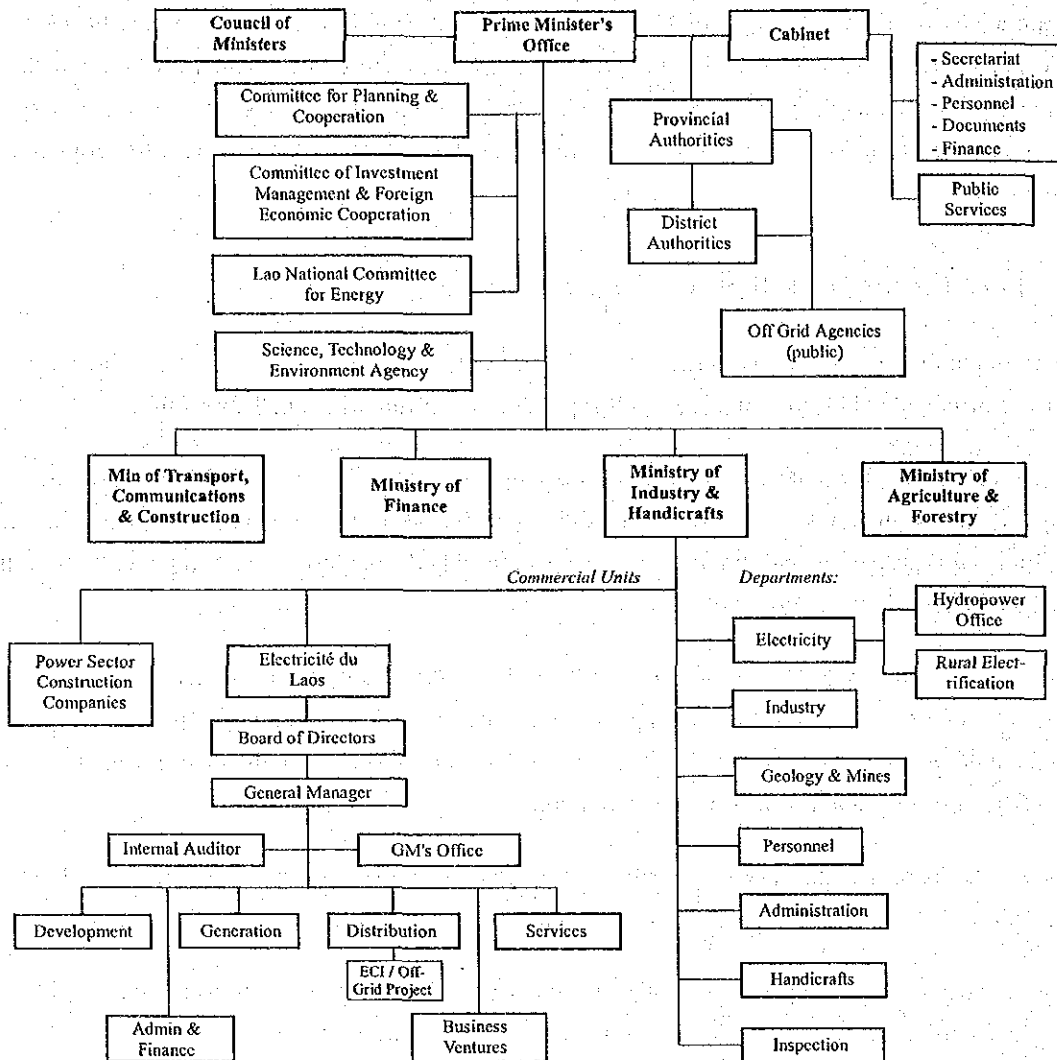 Council of
Ministers
Prime Minister's
Office
Cabinet
- Secretariat
- Administration
- Personnel
- Documents
- Finance
Public
Services
Committee for Planning &
Cooperation
Committee of Investment
Management & Foreign
Economic Cooperation
Lao National Committee
for Energy
Science, Technology &
Environment Agency
Provincial
Authorities
District
Authorities
Off Grid Agencies
(public)
Min of Transport,
Communications
& Construction
Ministry of
Finance
Ministry of
Industry &
Handicrafts
Ministry of
Agriculture &
Forestry
Commercial Units
Departments:
Power Sector
Construction
Companies
Electricité du
Laos
Board of Directors
General Manager
Internal Auditor
GM's Office
Development
Generation
Distribution
Services
ECI / Off-
Grid Project
Admin &
Finance
Business
Ventures
Electricity
Hydropower
Office
Rural Elect-
rification
Industry
Geology & Mines
Personnel
Administration
Handicrafts
Inspection